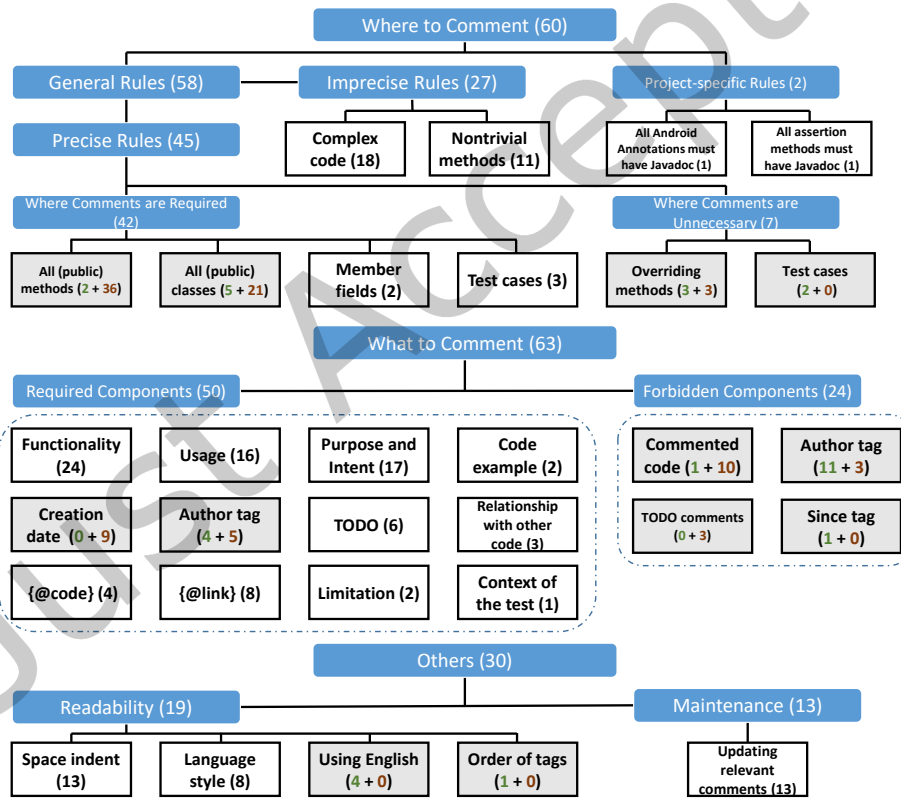 Where to Comment (60)
General Rules (58)
Imprecise Rules (27)
Project-specific Rules (2)
Precise Rules (45)
Complex
code (18)
Nontrivial
methods (11)
All Android
Annotations must
have Javadoc (1)
All assertion
methods must
have Javadoc (1)
Where Comments are Required
(42)
Where Comments are
Unnecessary (7)
All (public)
methods (2 + 36)
All (public)
classes (5 + 21)
Member
fields (2)
Test cases (3)
Overriding
methods (3 + 3)
Test cases
(2 + 0)
What to Comment (63)
Required Components (50)
Forbidden Components (24)
Functionality
(24)
Usage (16)
Purpose and
Intent (17)
Code
example (2)
Commented
code (1 + 10)
Author tag
(11 + 3)
Creation
date (0 + 9)
Author tag
(4 + 5)
TODO (6)
Relationship
with other
code (3)
TODO comments
(0 + 3)
Since tag
(1 + 0)
{@code} (4)
{@link} (8)
Limitation (2)
Context of
the test (1)
Others (30)
Readability (19)
Maintenance (13)
Space indent
(13)
Language
style (8)
Using English
(4 + 0)
Order of tags
(1 + 0)
Updating
relevant
comments (13)
Just Accept